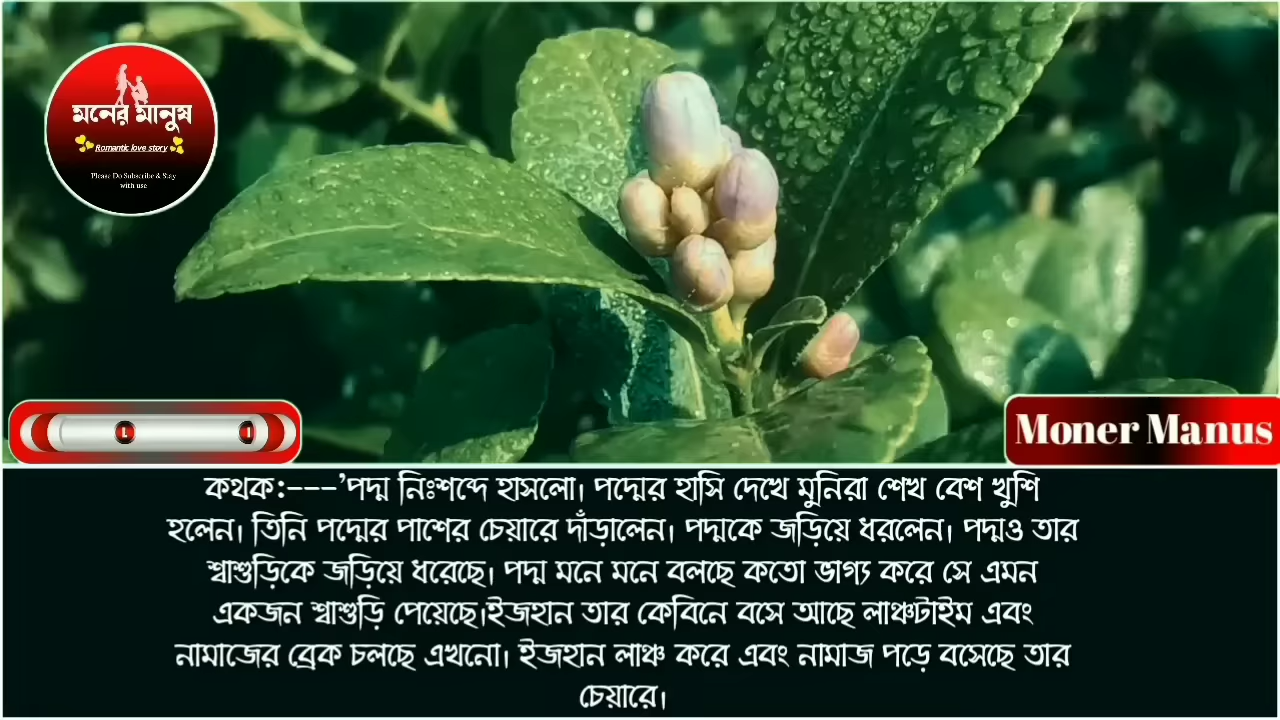 মনের মানুষ
Romantic love story
Please Do Subscribe & Stay
with use
L
I
Moner Manus
কথক:---’পদ্ম নিঃশব্দে হাসলো। পদ্মের হাসি দেখে মুনিরা শেখ বেশ খুশি
হলেন। তিনি পদ্মের পাশের চেয়ারে দাঁড়ালেন। পদ্মকে জড়িয়ে ধরলেন। পদ্মও তার
শ্বাশুড়িকে জড়িয়ে ধরেছে। পদ্ম মনে মনে বলছে কতো ভাগ্য করে সে এমন
একজন শ্বাশুড়ি পেয়েছে।ইজহান তার কেবিনে বসে আছে লাঞ্চটাইম এবং
নামাজের ব্রেক চলছে এখনো। ইজহান লাঞ্চ করে এবং নামাজ পড়ে বসেছে তার
চেয়ারে।